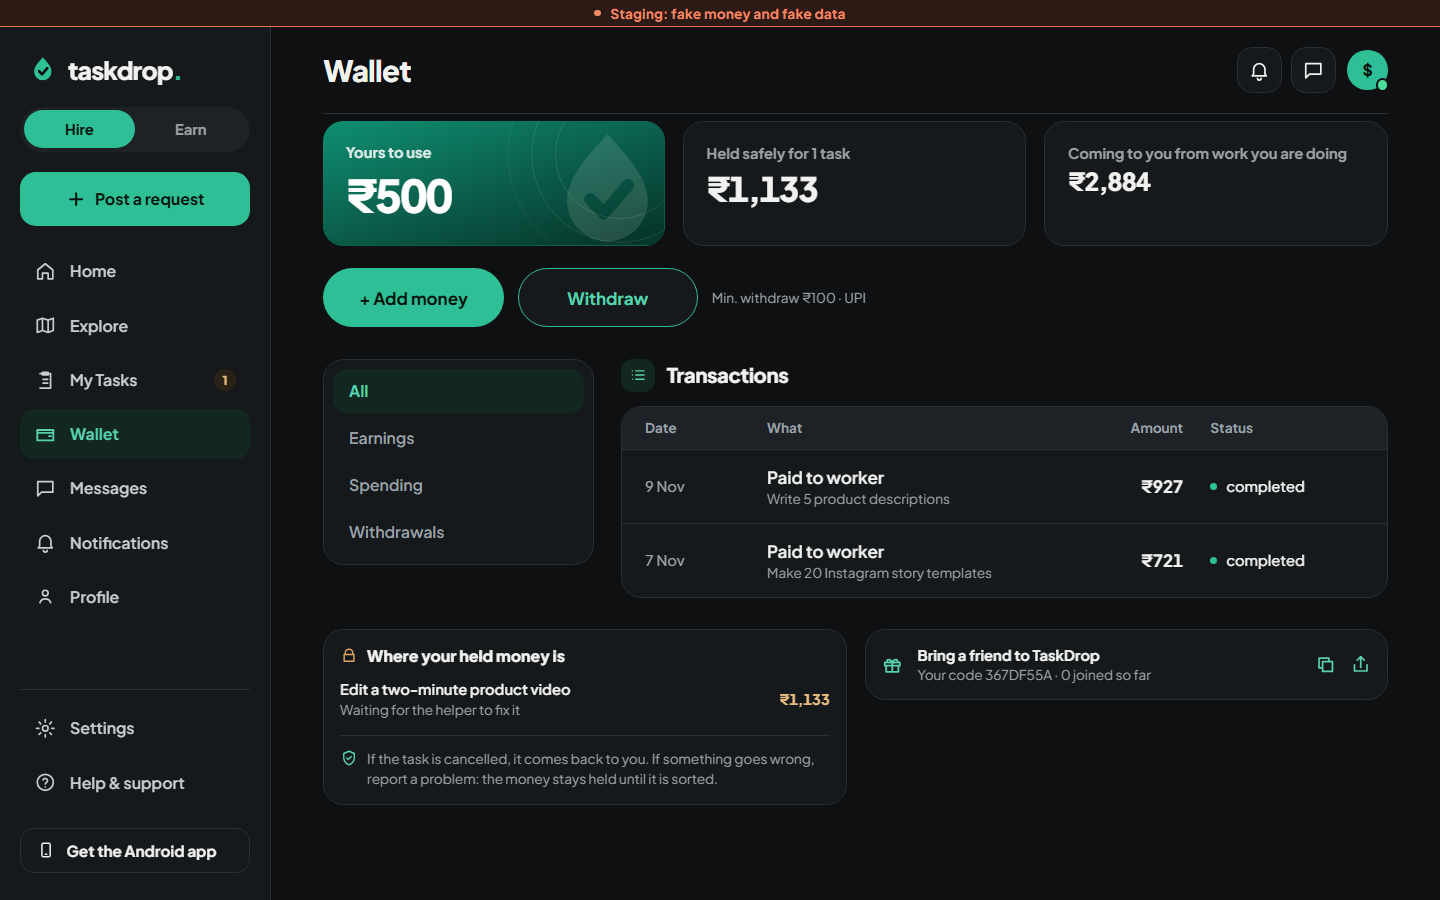 Staging: fake money and fake data
taskdrop.
Hire
Earn
+ Post a request
Home
Explore
My Tasks
1
Wallet
Messages
Notifications
Profile
Settings
Help & support
Get the Android app
Wallet
$
Yours to use
₹500
Held safely for 1 task
₹1,133
Coming to you from work you are doing
₹2,884
+ Add money
Withdraw
Min. withdraw ₹100 · UPI
All
Earnings
Spending
Withdrawals
Transactions
Date What Amount Status
9 Nov Paid to worker ₹927 completed
Write 5 product descriptions
7 Nov Paid to worker ₹721 completed
Make 20 Instagram story templates
Where your held money is
Edit a two-minute product video
Waiting for the helper to fix it
₹1,133
If the task is cancelled, it comes back to you. If something goes wrong,
report a problem: the money stays held until it is sorted.
Bring a friend to TaskDrop
Your code 367DF55A · 0 joined so far